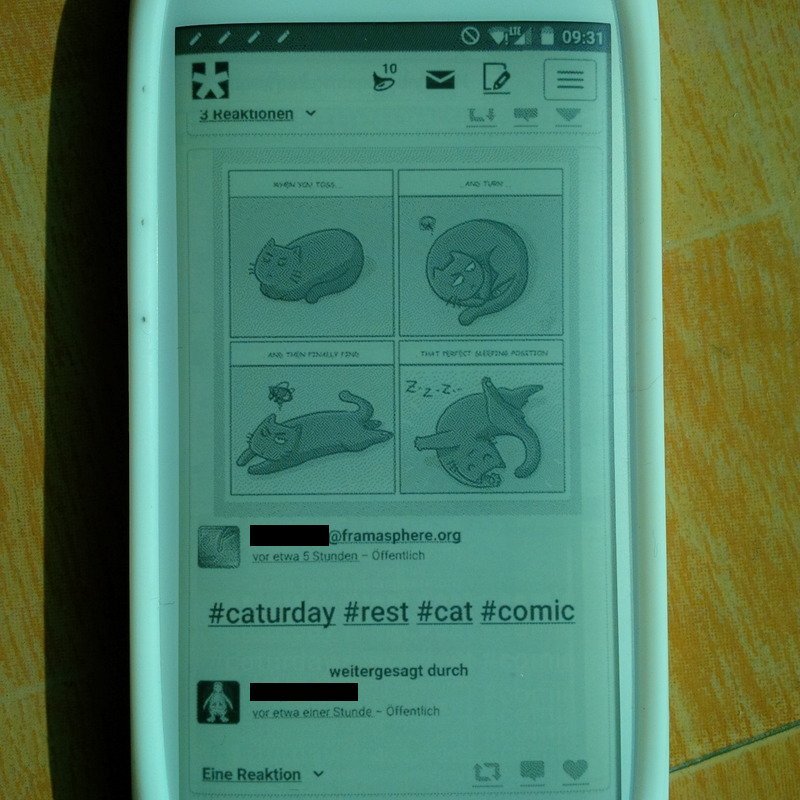 LTE 09:31
10
3 Reaktionen
WHEN YOU TOSS...
AND TURN...
AND THEN FINALLY FIND
THAT PERFECT SLEEPING POSITION
Z-Z-Z-..
@framasphere.org
vor etwa 5 Stunden – Öffentlich
#caturday #rest #cat #comic
weitergesagt durch
vor etwa einer Stunde – Öffentlich
Eine Reaktion